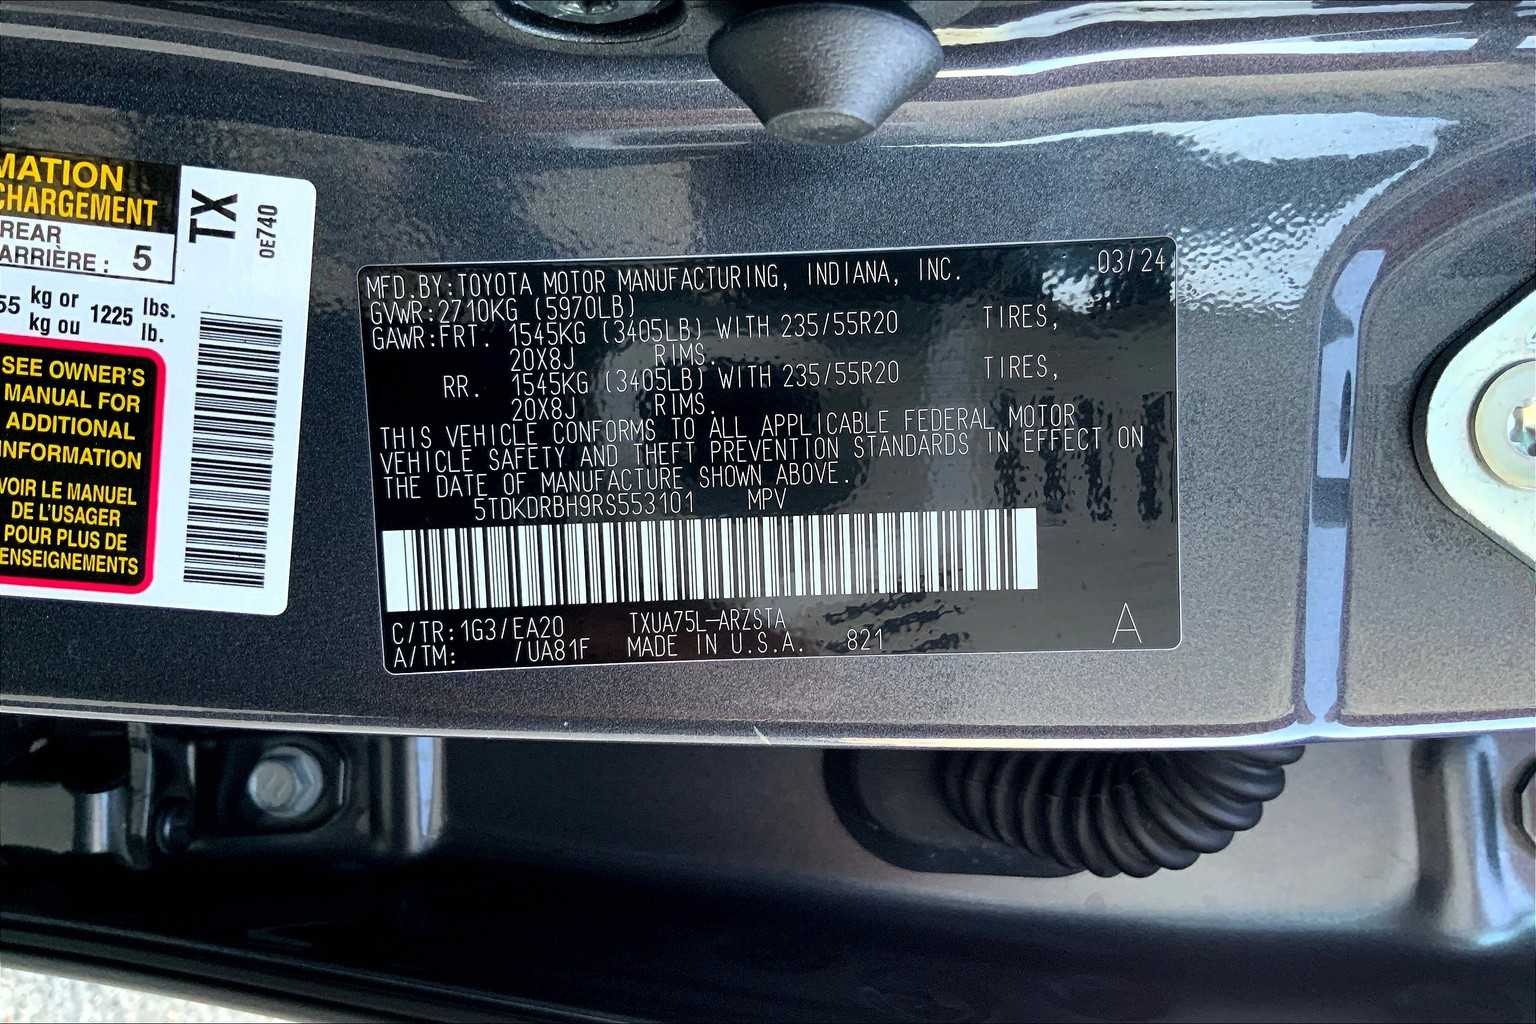 MATION
CHARGEMENT
REAR
ARRIÈRE : 5
TX
0E740
55 kg or 1225 lbs.
kg ou lb.
SEE OWNER'S
MANUAL FOR
ADDITIONAL
INFORMATION
VOIR LE MANUEL
DE L'USAGER
POUR PLUS DE
ENSEIGNEMENTS
MFD.BY:TOYOTA MOTOR MANUFACTURING, INDIANA, INC. 03/24
GVWR:2710KG (5970LB)
GAWR:FRT. 1545KG (3405LB) WITH 235/55R20 TIRES,
20X8J RIMS.
RR. 1545KG (3405LB) WITH 235/55R20 TIRES,
20X8J RIMS.
THIS VEHICLE CONFORMS TO ALL APPLICABLE FEDERAL MOTOR
VEHICLE SAFETY AND THEFT PREVENTION STANDARDS IN EFFECT ON
THE DATE OF MANUFACTURE SHOWN ABOVE.
5TDKDRBH9RS553101 MPV
C/TR:1G3/EA20 TXUA75L-ARZSTA
A/TM: /UA81F MADE IN U.S.A. 821
A